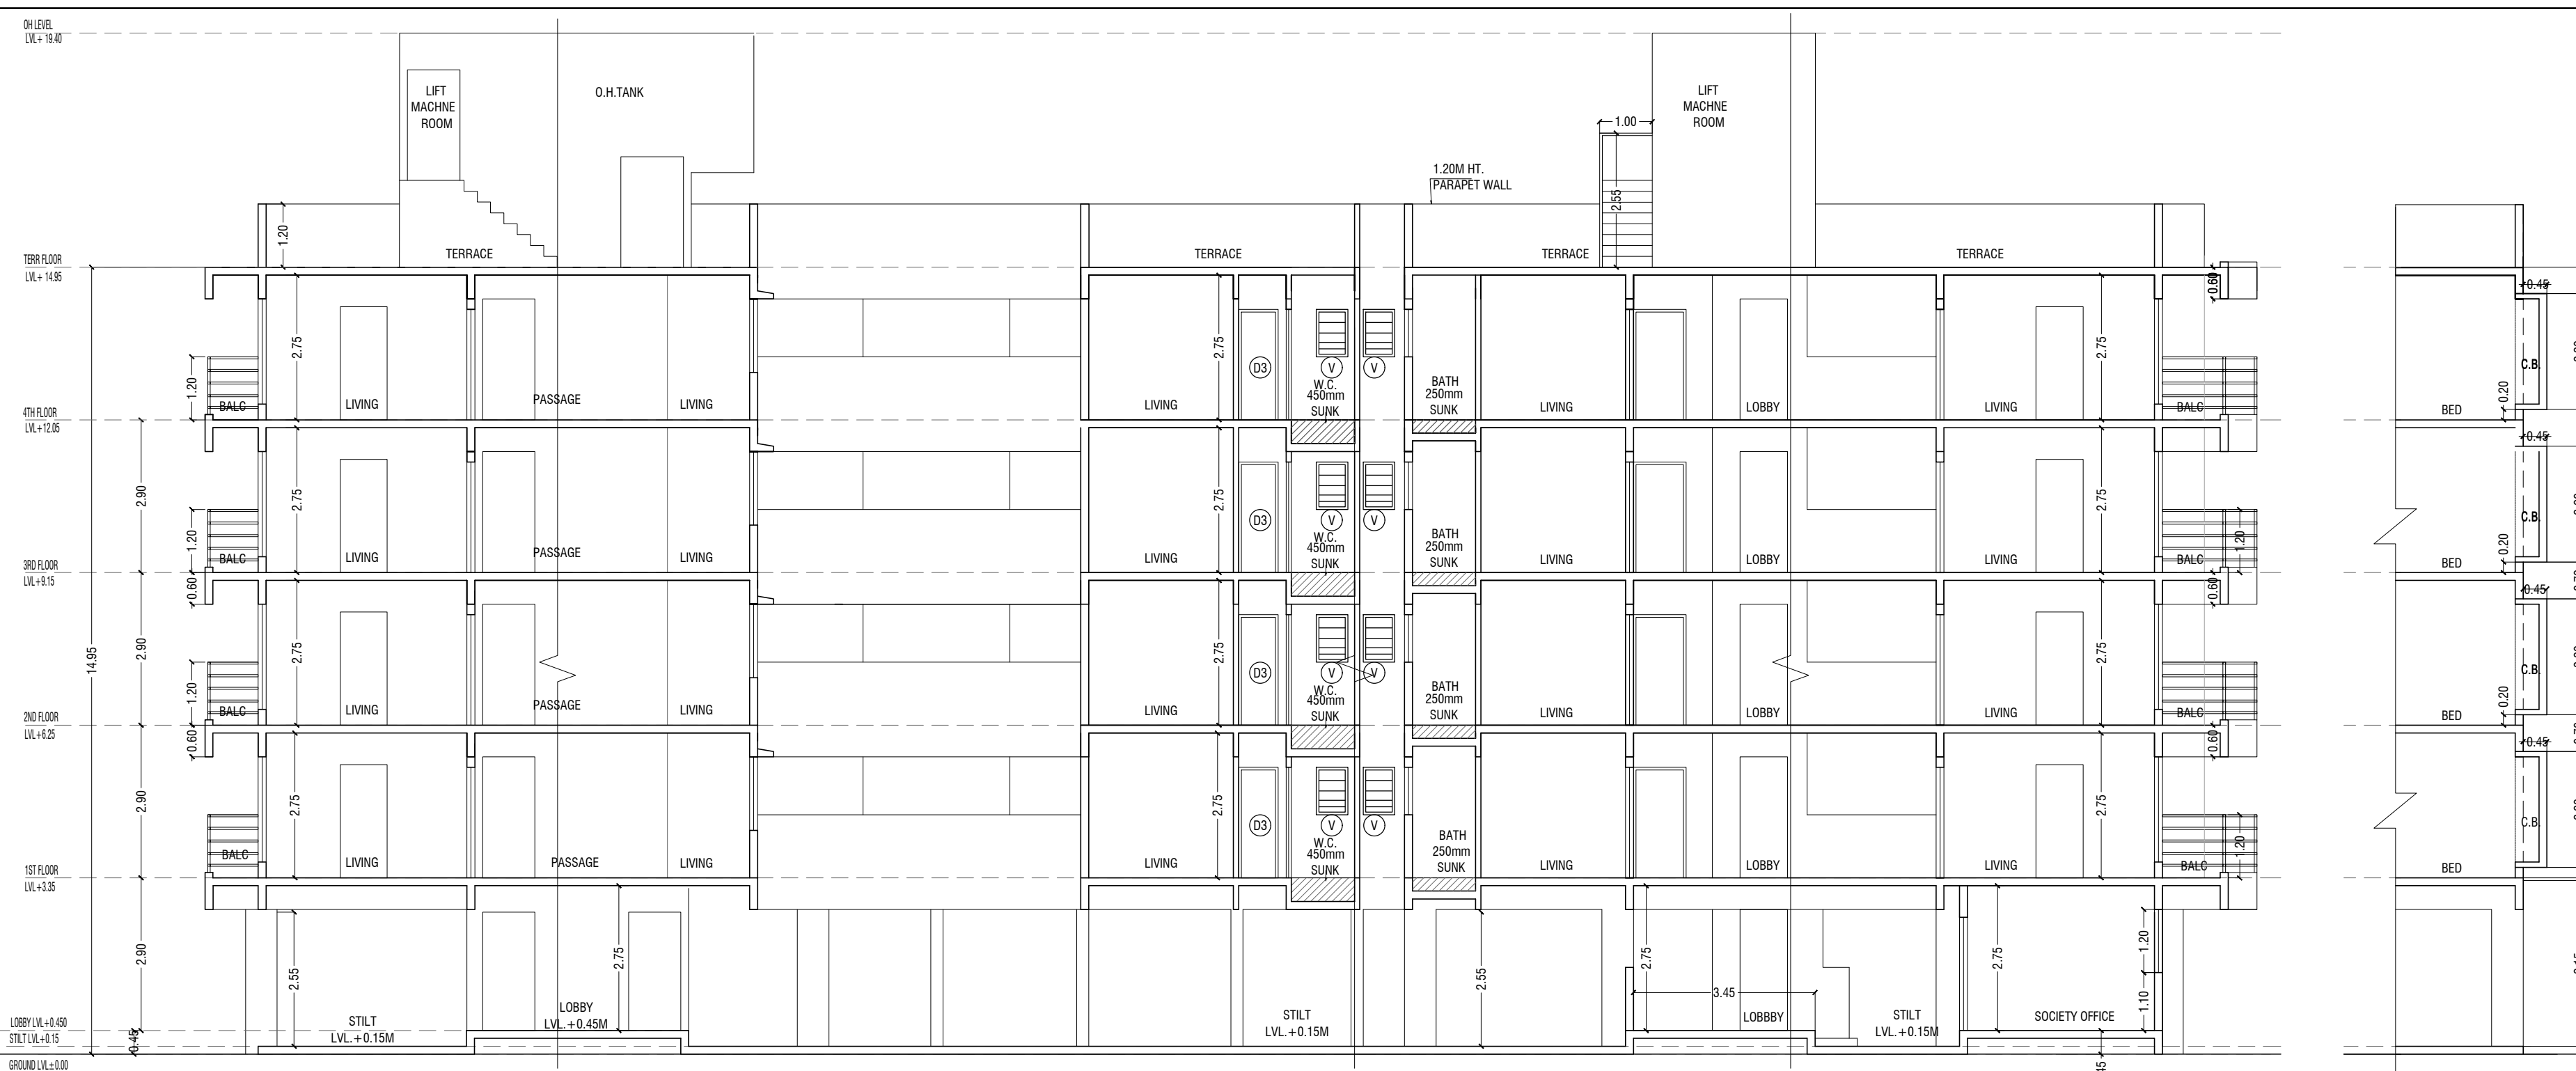 OH LEVEL
LVL+ 19.40
LIFT
MACHNE
ROOM
O.H.TANK
LIFT
MACHNE
ROOM
1.00
2.55
1.20M HT.
PARAPET WALL
1.20
TERRACE
TERRACE
TERRACE
TERRACE
TERR FLOOR
LVL+ 14.95
0.60
0.45
2.75
2.75
2.75
1.20
D3
V
V
W.C.
450mm
SUNK
BATH
250mm
SUNK
C.B.
0.20
BALC
LIVING
PASSAGE
LIVING
LIVING
LIVING
LOBBY
LIVING
BALC
BED
4TH FLOOR
LVL+12.05
0.45
2.90
2.75
2.75
2.75
1.20
D3
V
V
W.C.
450mm
SUNK
BATH
250mm
SUNK
1.20
C.B.
0.20
BALC
LIVING
PASSAGE
LIVING
LIVING
LIVING
LOBBY
LIVING
BALC
BED
3RD FLOOR
LVL+9.15
0.60
0.60
0.45
14.95
2.90
2.75
2.75
2.75
1.20
D3
V
V
W.C.
450mm
SUNK
BATH
250mm
SUNK
C.B.
0.20
BALC
LIVING
PASSAGE
LIVING
LIVING
LIVING
LOBBY
LIVING
BALC
BED
2ND FLOOR
LVL+6.25
0.60
0.60
0.45
2.90
2.75
2.75
2.75
D3
V
V
W.C.
450mm
SUNK
BATH
250mm
SUNK
1.20
C.B.
BALC
LIVING
PASSAGE
LIVING
LIVING
LIVING
LOBBY
LIVING
BALC
BED
1ST FLOOR
LVL+3.35
2.90
2.55
2.75
2.55
2.75
2.75
1.20
1.10
3.45
LOBBY LVL+0.450
STILT LVL+0.15
0.45
STILT
LVL.+0.15M
LOBBY
LVL.+0.45M
STILT
LVL.+0.15M
LOBBBY
STILT
LVL.+0.15M
SOCIETY OFFICE
GROUND LVL±0.00